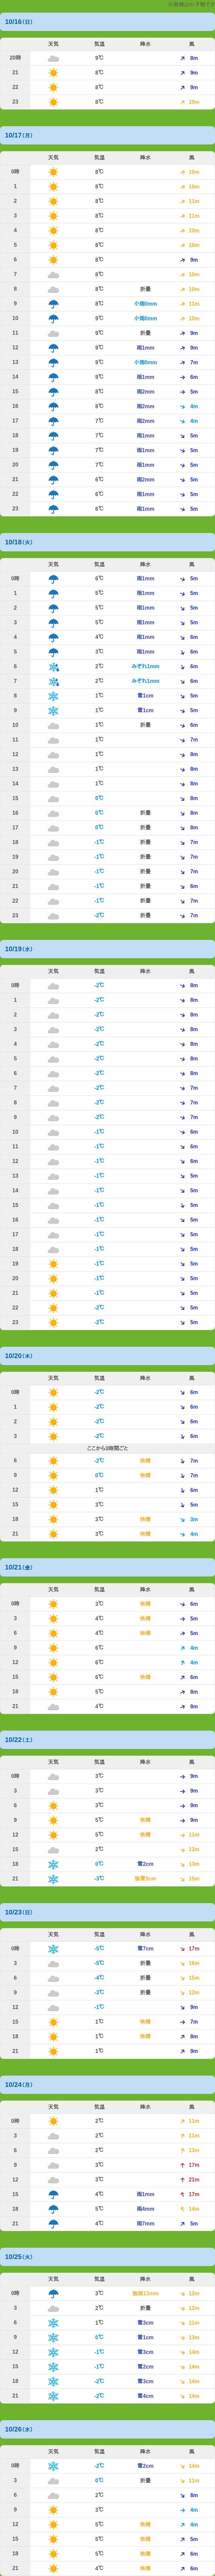 10/16(日)
天気 気温 降水 風
20時 9℃ 8m
21 8℃ 9m
22 8℃ 9m
23 8℃ 10m
10/17(月)
天気 気温 降水 風
0時 8℃ 10m
1 8℃ 10m
2 8℃ 11m
3 8℃ 11m
4 8℃ 10m
5 8℃ 10m
6 8℃ 9m
7 8℃ 10m
8 8℃ 折畳 10m
9 8℃ 小雨0mm 11m
10 9℃ 小雨0mm 10m
11 9℃ 折畳 9m
12 9℃ 雨1mm 9m
13 9℃ 小雨0mm 7m
14 9℃ 雨1mm 6m
15 8℃ 雨2mm 5m
16 8℃ 雨2mm 4m
17 7℃ 雨2mm 4m
18 7℃ 雨1mm 5m
19 7℃ 雨1mm 5m
20 7℃ 雨1mm 5m
21 6℃ 雨2mm 5m
22 6℃ 雨1mm 5m
23 6℃ 雨1mm 5m
10/18(火)
天気 気温 降水 風
0時 6℃ 雨1mm 5m
1 5℃ 雨1mm 5m
2 5℃ 雨1mm 5m
3 5℃ 雨1mm 5m
4 4℃ 雨1mm 6m
5 3℃ 雨1mm 6m
6 2℃ みぞれ1mm 6m
7 2℃ みぞれ1mm 6m
8 1℃ 雪1cm 5m
9 1℃ 雪1cm 5m
10 1℃ 折畳 6m
11 1℃ 7m
12 1℃ 8m
13 1℃ 8m
14 1℃ 8m
15 0℃ 8m
16 0℃ 折畳 8m
17 0℃ 折畳 8m
18 -1℃ 折畳 7m
19 -1℃ 折畳 7m
20 -1℃ 折畳 7m
21 -1℃ 折畳 6m
22 -1℃ 折畳 7m
23 -2℃ 折畳 7m
10/19(水)
天気 気温 降水 風
0時 -2℃ 8m
1 -2℃ 8m
2 -2℃ 8m
3 -2℃ 8m
4 -2℃ 8m
5 -2℃ 8m
6 -2℃ 8m
7 -2℃ 7m
8 -2℃ 7m
9 -2℃ 7m
10 -1℃ 6m
11 -1℃ 6m
12 -1℃ 6m
13 -1℃ 5m
14 -1℃ 5m
15 -1℃ 5m
16 -1℃ 5m
17 -1℃ 5m
18 -1℃ 5m
19 -1℃ 5m
20 -1℃ 5m
21 -1℃ 5m
22 -2℃ 5m
23 -2℃ 5m
10/20(木)
天気 気温 降水 風
0時 -2℃ 6m
1 -2℃ 6m
2 -2℃ 6m
3 -2℃ 6m
ここから3時間ごと
6 -2℃ 快晴 7m
9 0℃ 快晴 7m
12 1℃ 6m
15 3℃ 5m
18 3℃ 快晴 3m
21 3℃ 快晴 4m
10/21(金)
天気 気温 降水 風
0時 3℃ 快晴 6m
3 4℃ 快晴 5m
6 4℃ 快晴 5m
9 6℃ 4m
12 6℃ 4m
15 6℃ 快晴 6m
18 5℃ 8m
21 4℃ 8m
10/22(土)
天気 気温 降水 風
0時 3℃ 9m
3 3℃ 9m
6 3℃ 9m
9 5℃ 快晴 9m
12 5℃ 快晴 11m
15 2℃ 12m
18 0℃ 雪2cm 13m
21 -3℃ 強雪8cm 15m
10/23(日)
天気 気温 降水 風
0時 -5℃ 雪7cm 17m
3 -5℃ 折畳 16m
6 -4℃ 折畳 15m
9 -3℃ 折畳 12m
12 -1℃ 9m
15 1℃ 快晴 7m
18 1℃ 快晴 8m
21 1℃ 9m
10/24(月)
天気 気温 降水 風
0時 2℃ 11m
3 2℃ 11m
6 2℃ 13m
9 3℃ 17m
12 3℃ 21m
15 4℃ 雨1mm 17m
18 5℃ 雨4mm 14m
21 4℃ 雨7mm 5m
10/25(火)
天気 気温 降水 風
0時 3℃ 強雨13mm 12m
3 2℃ 折畳 12m
6 1℃ 雪3cm 11m
9 0℃ 雪1cm 13m
12 -1℃ 雪3cm 14m
15 -1℃ 雪2cm 14m
18 -2℃ 雪3cm 14m
21 -2℃ 雪4cm 14m
10/26(水)
天気 気温 降水 風
0時 -2℃ 雪2cm 14m
3 0℃ 折畳 11m
6 2℃ 8m
9 3℃ 4m
12 5℃ 快晴 4m
15 5℃ 快晴 5m
18 5℃ 快晴 6m
21 4℃ 快晴 6m